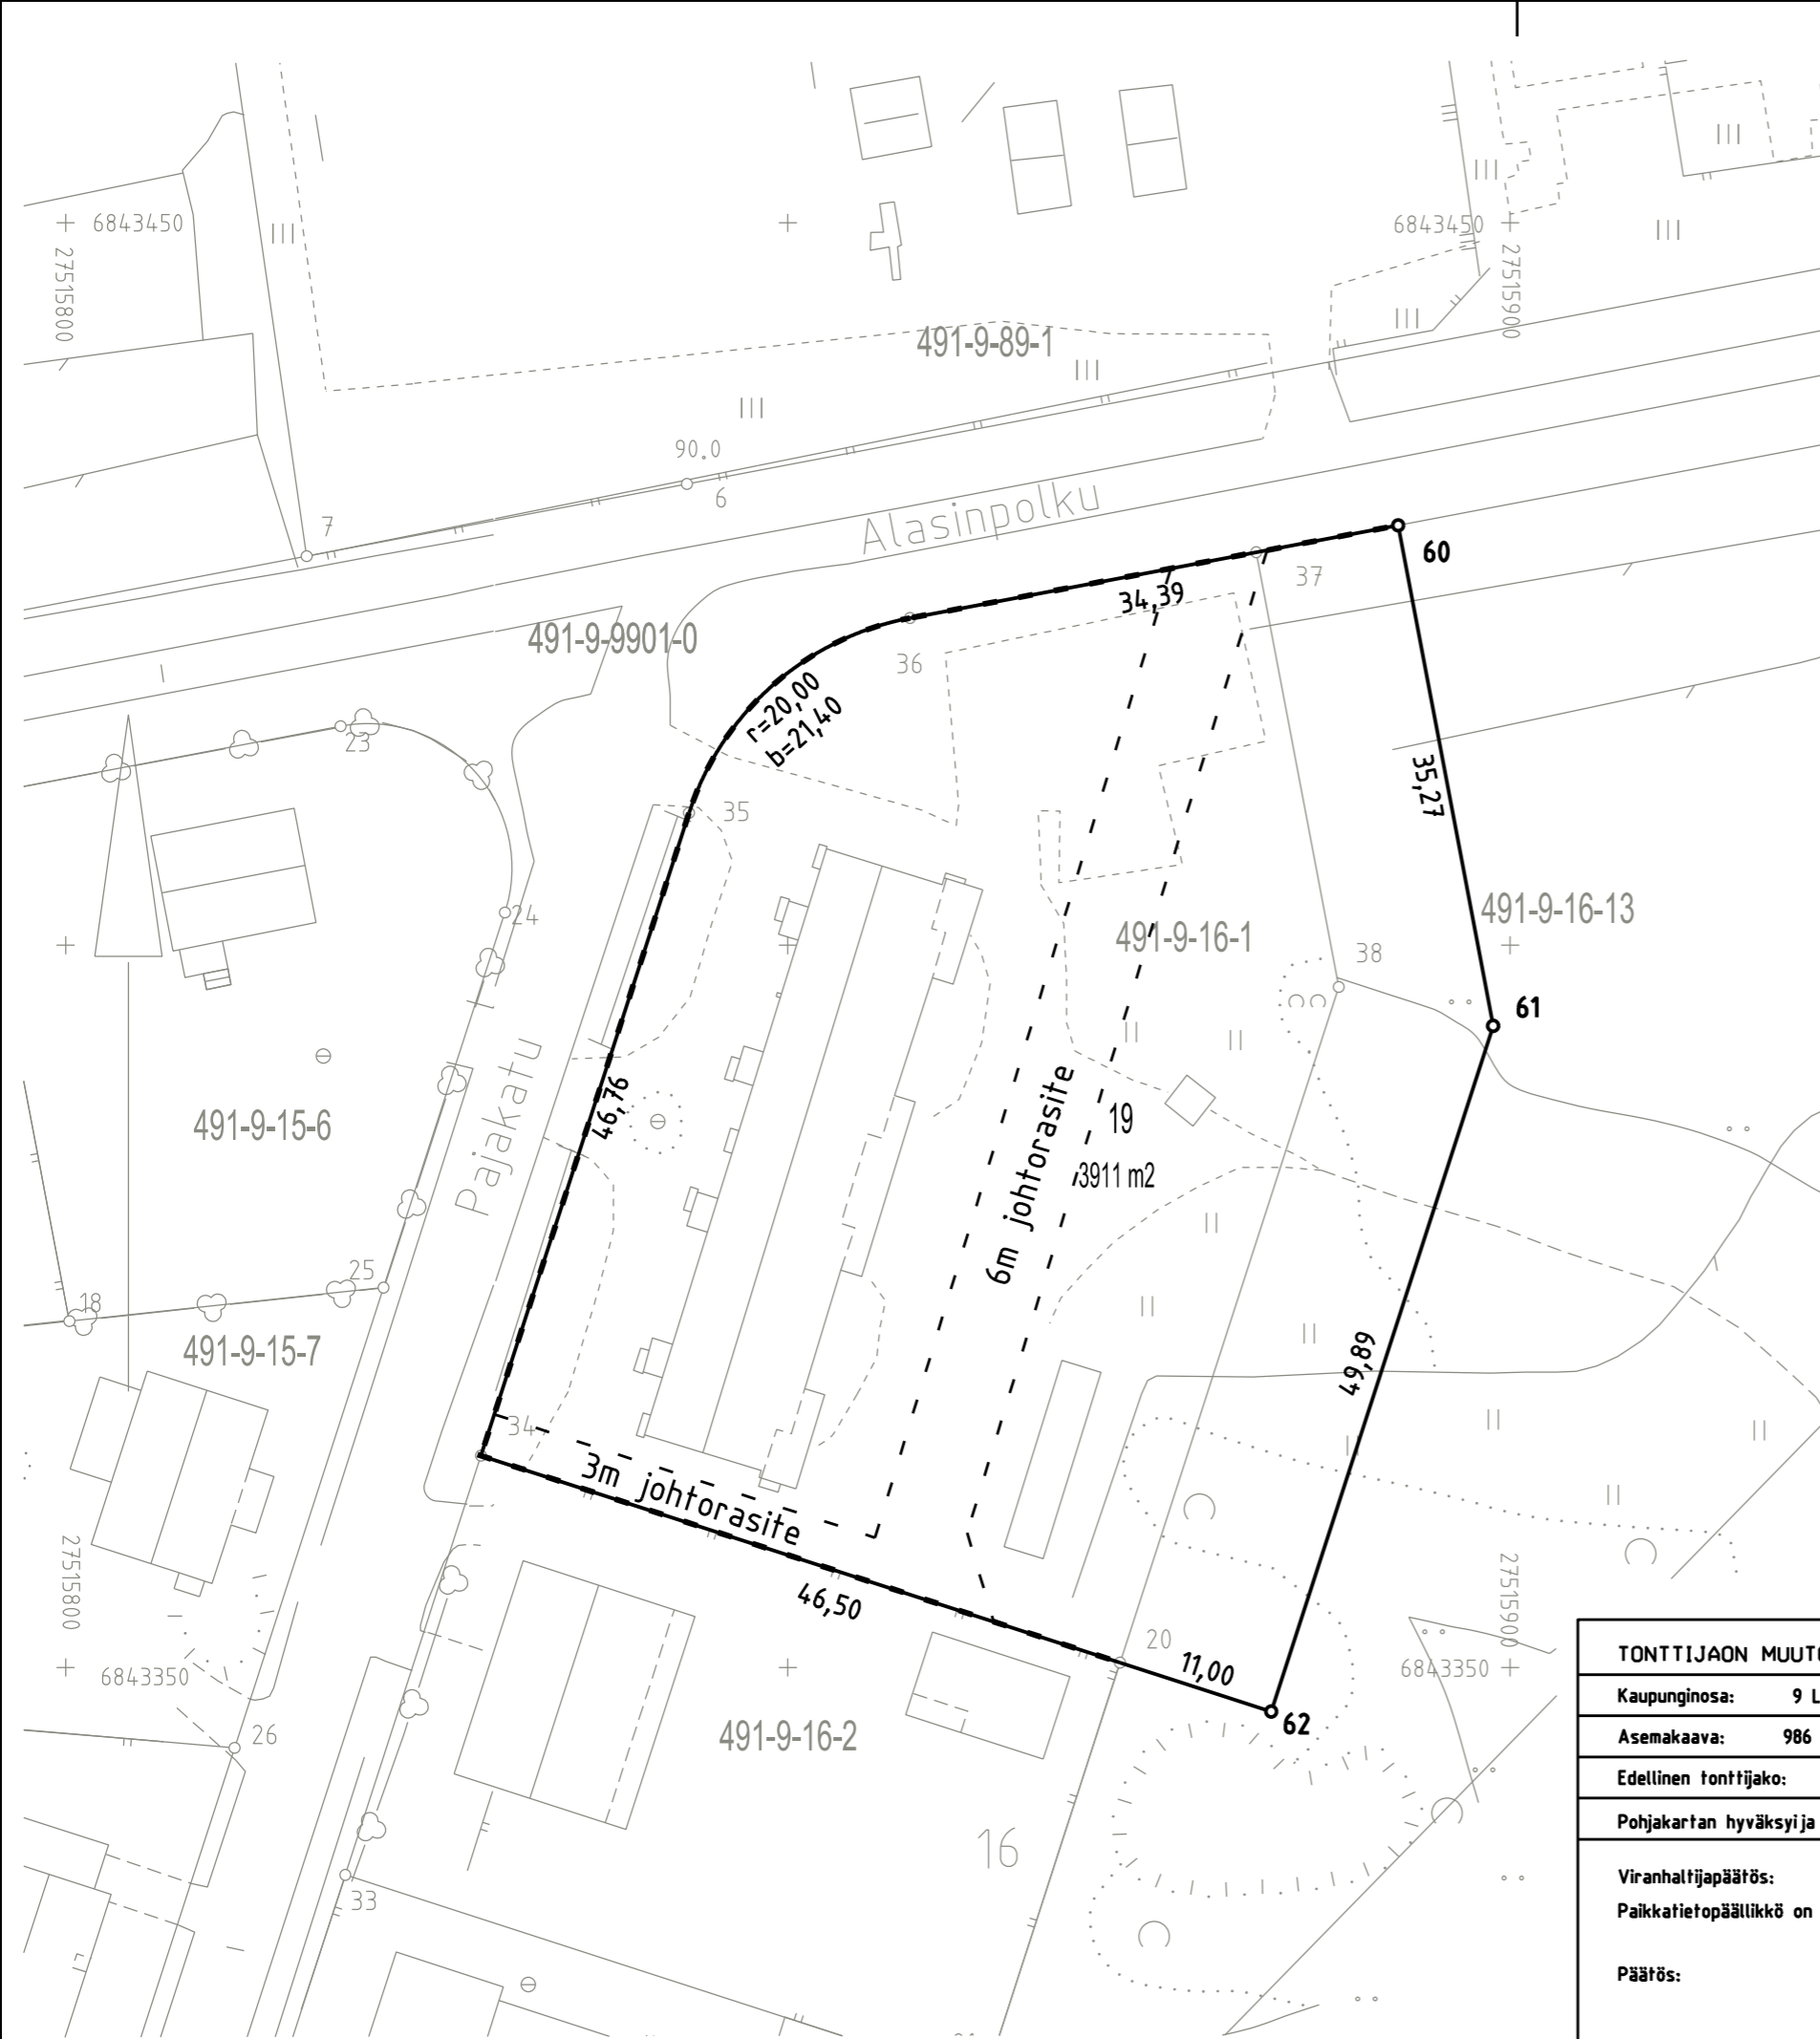 6843450
6843450
27515800
27515900
491-9-89-1
90.0
6
7
Alasinpolku
60
37
34,39
491-9-9901-0
36
r=20,00
b=21,40
23
35,27
35
24
491-9-16-1
491-9-16-13
38
61
Pajakatu
46,76
491-9-15-6
6m johtorasite
19
3911 m2
25
18
491-9-15-7
49,89
34
3m johtorasite
46,50
27515800
27515900
20
11,00
6843350
6843350
62
26
491-9-16-2
16
33
TONTTIJAON
Kaupunginosa: 9
Asemakaava: 986
Edellinen tonttijako:
Pohjakartan hyväksyi ja
Viranhaltijapäätös:
Paikkatietopäällikkö on
Päätös: